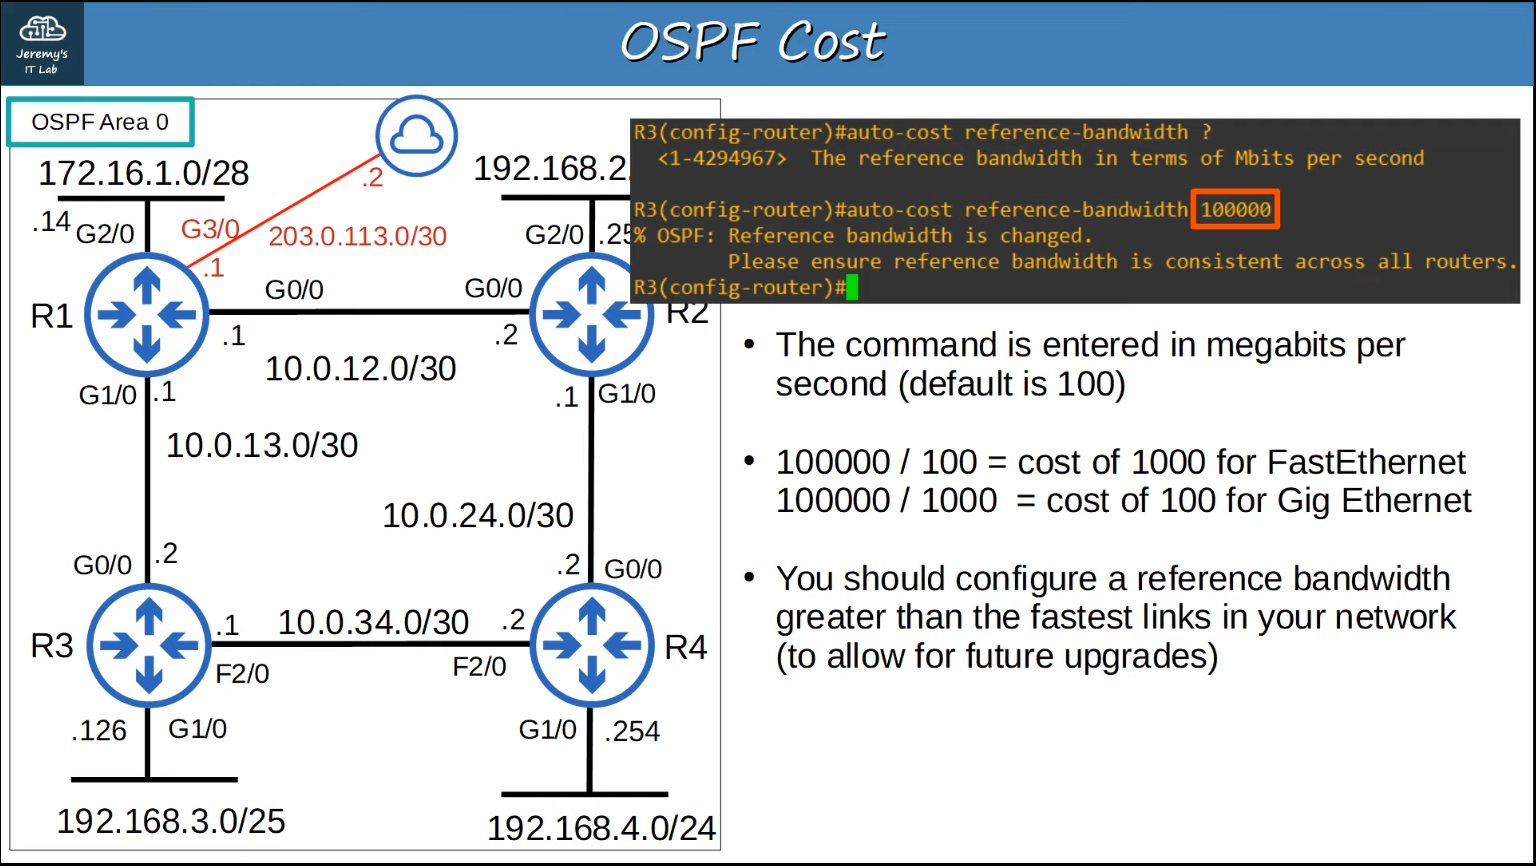 Jeremy's
IT Lab
OSPF Cost
OSPF Area 0
172.16.1.0/28
192.168.2.
.2
.14
G2/0
G3/0
203.0.113.0/30
G2/0
.25
.1
G0/0
G0/0
R1
R2
.1
.2
10.0.12.0/30
G1/0
.1
.1
G1/0
10.0.13.0/30
10.0.24.0/30
G0/0
.2
.2
G0/0
R3
.1
10.0.34.0/30
.2
R4
F2/0
F2/0
.126
G1/0
G1/0
.254
192.168.3.0/25
192.168.4.0/24
R3(config-router)#auto-cost reference-bandwidth ?
<1-4294967>  The reference bandwidth in terms of Mbits per second
R3(config-router)#auto-cost reference-bandwidth 100000
% OSPF: Reference bandwidth is changed.
Please ensure reference bandwidth is consistent across all routers.
R3(config-router)#
• The command is entered in megabits per
second (default is 100)
• 100000 / 100 = cost of 1000 for FastEthernet
100000 / 1000  = cost of 100 for Gig Ethernet
• You should configure a reference bandwidth
greater than the fastest links in your network
(to allow for future upgrades)